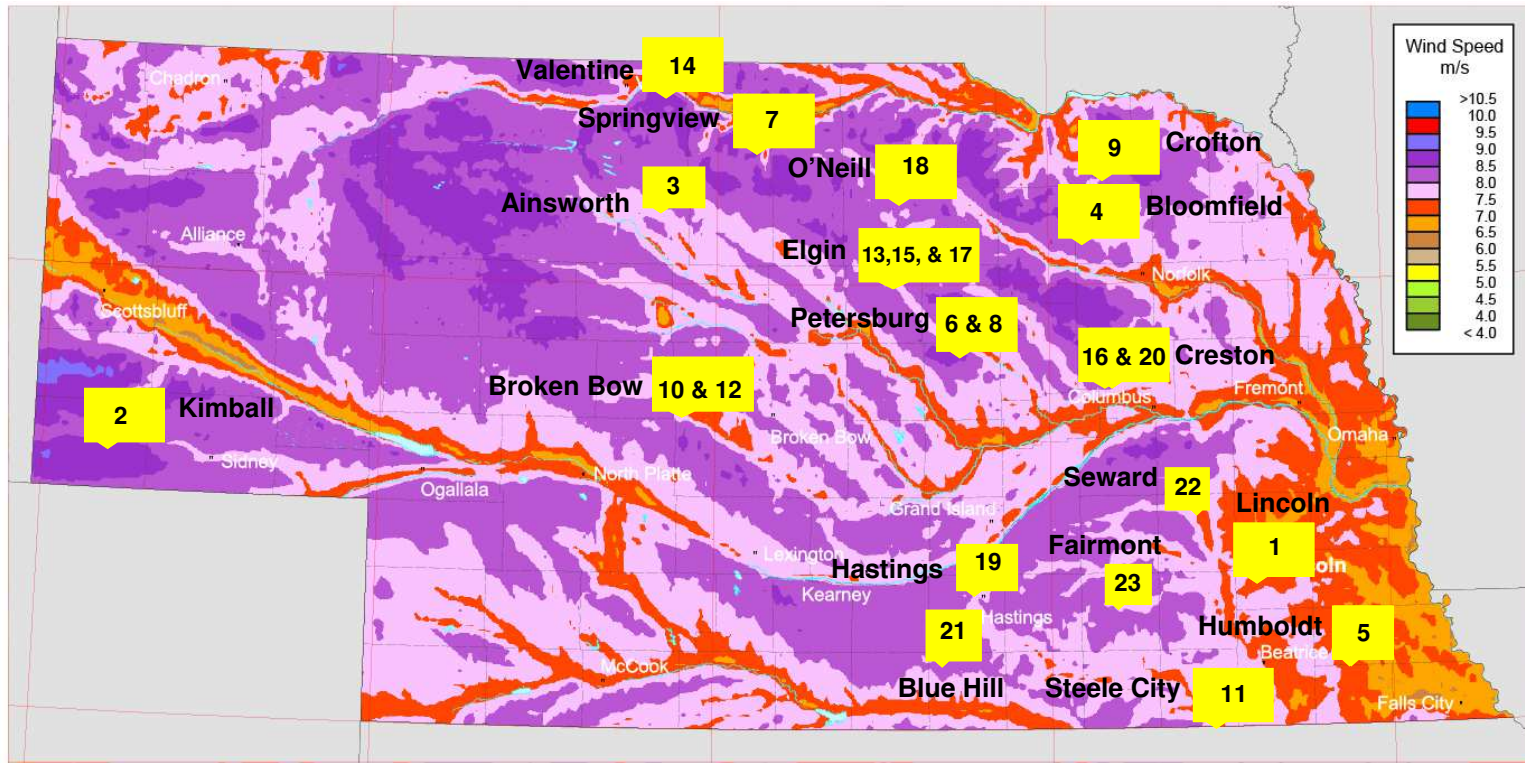 Chadron
Valentine 14
Springview 7
O’Neill 18
9 Crofton
Ainsworth 3
4 Bloomfield
Alliance
Elgin 13,15, & 17
Norfolk
Scottsbluff
Petersburg 6 & 8
16 & 20 Creston
Broken Bow 10 & 12
Columbus
Fremont
2 Kimball
Broken Bow
Omaha
Sidney
North Platte
Ogallala
Seward 22
Grand Island
Lincoln
1
Lexington
Fairmont
23
Hastings 19
oln
Kearney
Hastings
21
Humboldt 5
Beatrice
McCook
Blue Hill
Steele City 11
Falls City
Wind Speed
m/s
>10.5
10.0
9.5
9.0
8.5
8.0
7.5
7.0
6.5
6.0
5.5
5.0
4.5
4.0
< 4.0